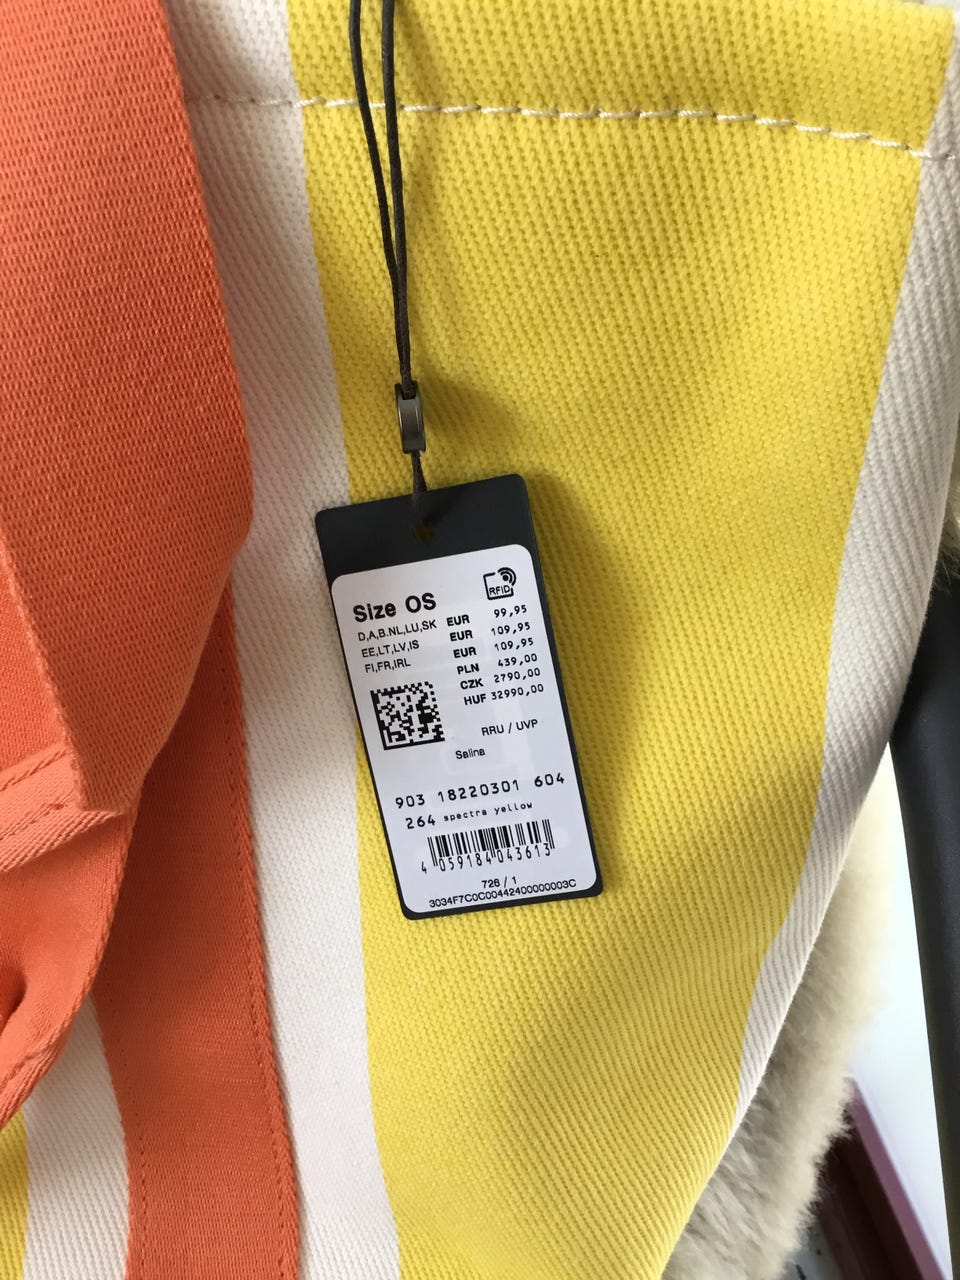 RFID
Size OS
D,A,B.NL,LU,SK EUR 99,95
EE,LT,LV,IS EUR 109,95
FI,FR,IRL EUR 109,95
PLN 439,00
CZK 2790,00
HUF 32990,00
RRU / UVP
Salina
903 18220301 604
264 spectra yellow
4 059184 043613
726 / 1
3034F7C0C00442400000003C